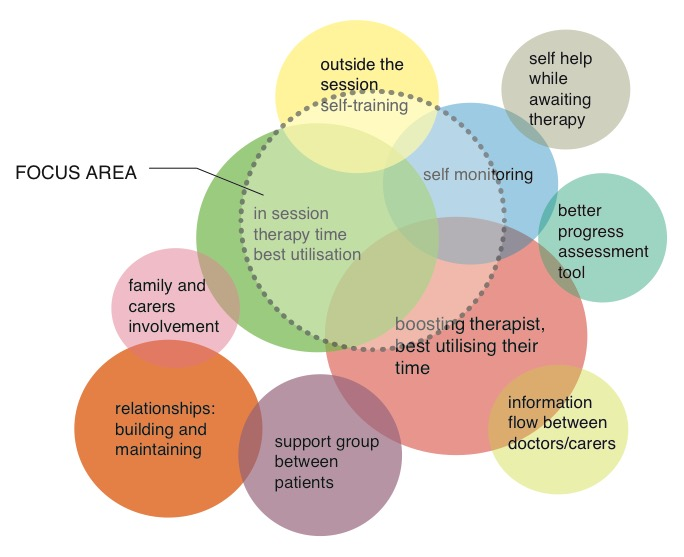 outside the
session
self-training
self help
while
awaiting
therapy
FOCUS AREA
self monitoring
in session
therapy time
best utilisation
better
progress
assessment
tool
family and
carers
involvement
boosting therapist,
best utilising their
time
relationships:
building and
maintaining
support group
between
patients
information
flow between
doctors/carers